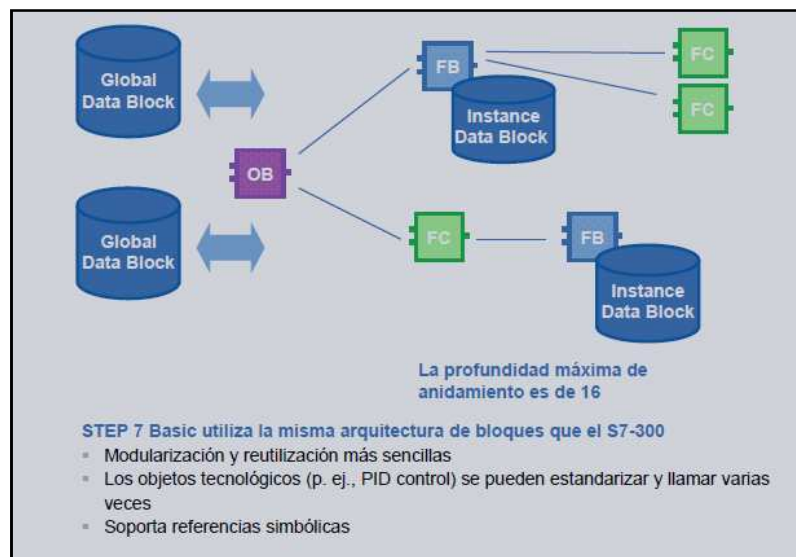 Global
Data Block
FB
Instance
Data Block
FC
FC
OB
Global
Data Block
FC
FB
Instance
Data Block
La profundidad máxima de
anidamiento es de 16
STEP 7 Basic utiliza la misma arquitectura de bloques que el S7-300
Modularización y reutilización más sencillas
Los objetos tecnológicos (p. ej., PID control) se pueden estandarizar y llamar varias
veces
Soporta referencias simbólicas